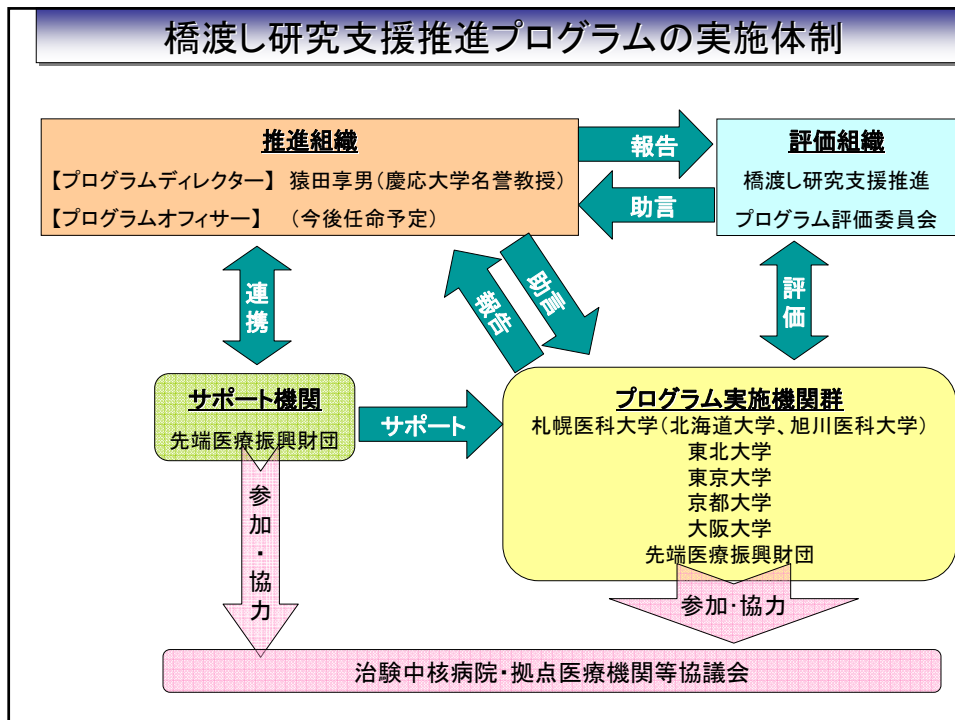 橋渡し研究支援推進プログラムの実施体制
推進組織
【プログラムディレクター】 猿田享男(慶応大学名誉教授)
【プログラムオフィサー】 (今後任命予定)
報告
助言
評価組織
橋渡し研究支援推進
プログラム評価委員会
連携
報告
助言
評価
サポート機関
先端医療振興財団
サポート
プログラム実施機関群
札幌医科大学(北海道大学、旭川医科大学)
東北大学
東京大学
京都大学
大阪大学
先端医療振興財団
参加・協力
参加・協力
治験中核病院・拠点医療機関等協議会